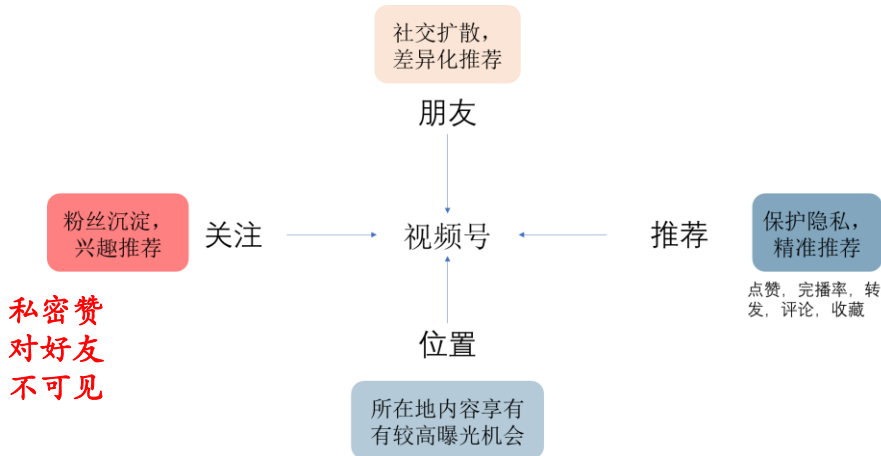 社交扩散，
差异化推荐
朋友
粉丝沉淀，
兴趣推荐
关注
视频号
推荐
保护隐私，
精准推荐
点赞，完播率，转
发，评论，收藏
私密赞
对好友
不可见
位置
所在地内容享有
有较高曝光机会